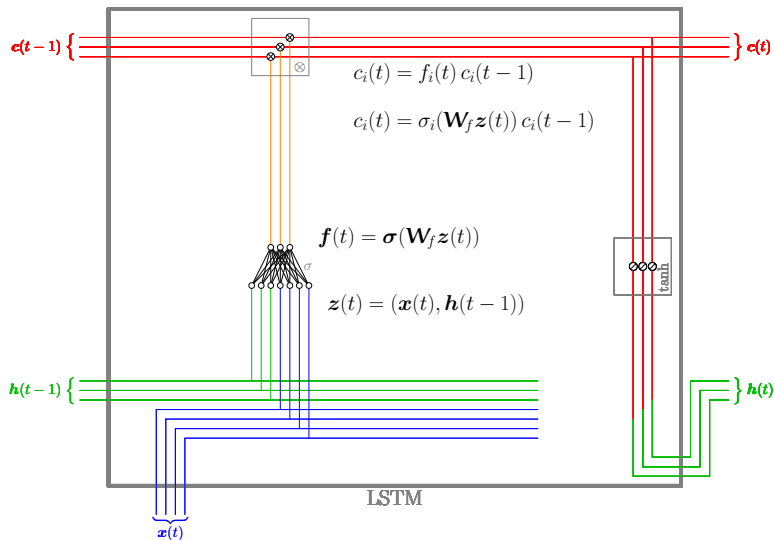 c(t−1)
c(t)
⊗
c_i(t) = f_i(t) c_i(t−1)
c_i(t) = σ_i(W_f z(t)) c_i(t−1)
f(t) = σ(W_f z(t))
σ
tanh
z(t) = (x(t), h(t−1))
h(t−1)
h(t)
LSTM
x(t)